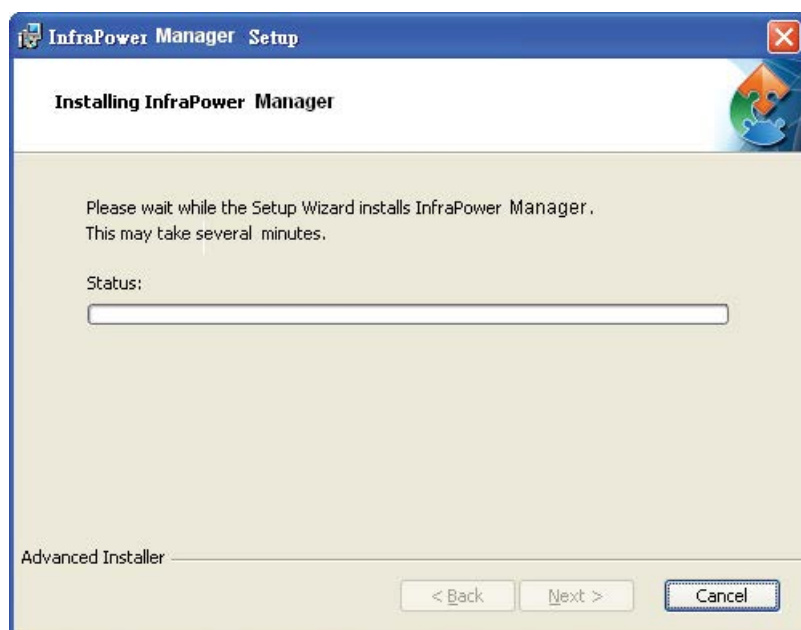 InfraPower Manager Setup
Installing InfraPower Manager
Please wait while the Setup Wizard installs InfraPower Manager.
This may take several minutes.
Status:
Advanced Installer
< Back
Next >
Cancel